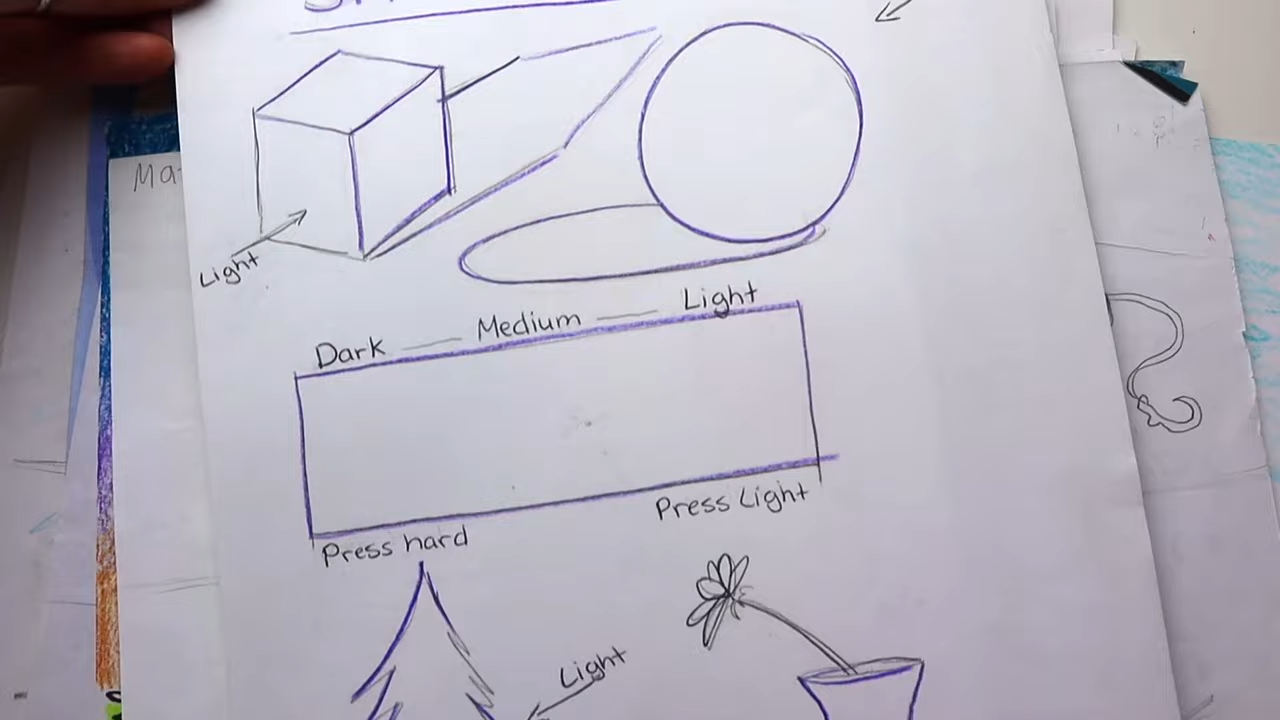 Light
Dark — Medium — Light
Press Light
Press hard
Light